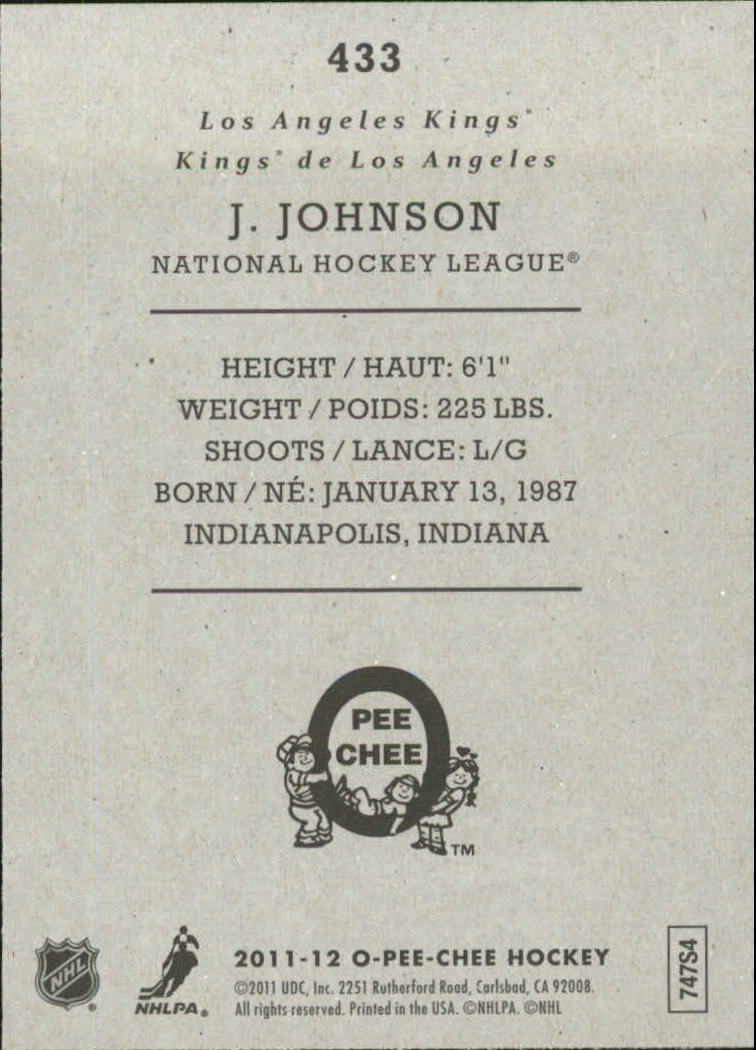 433
Los Angeles Kings*
Kings* de Los Angeles
J. JOHNSON
NATIONAL HOCKEY LEAGUE®
HEIGHT / HAUT: 6'1"
WEIGHT / POIDS: 225 LBS.
SHOOTS / LANCE: L/G
BORN / NÉ: JANUARY 13, 1987
INDIANAPOLIS, INDIANA
O
PEE
CHEE
TM
NHL®
NHLPA®
2011-12 O-PEE-CHEE HOCKEY
©2011 UDC, Inc. 2251 Rutherford Road, Carlsbad, CA 92008.
All rights reserved. Printed in the USA. ©NHLPA. ©NHL
747S4